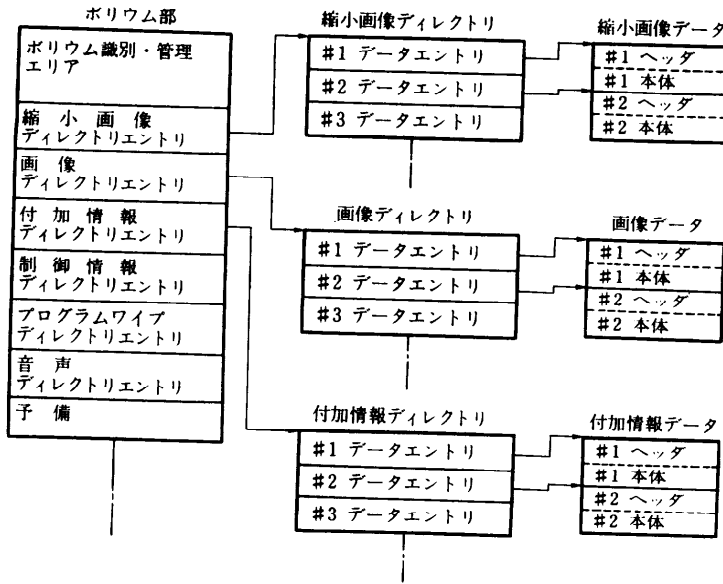 ボリウム部
ボリウム識別・管理
エリア
縮小画像
ディレクトリエントリ
画像
ディレクトリエントリ
付加情報
ディレクトリエントリ
制御情報
ディレクトリエントリ
プログラムワイプ
ディレクトリエントリ
音声
ディレクトリエントリ
予備
縮小画像ディレクトリ
#1 データエントリ
#2 データエントリ
#3 データエントリ
縮小画像データ
#1 ヘッダ
#1 本体
#2 ヘッダ
#2 本体
画像ディレクトリ
#1 データエントリ
#2 データエントリ
#3 データエントリ
画像データ
#1 ヘッダ
#1 本体
#2 ヘッダ
#2 本体
付加情報ディレクトリ
#1 データエントリ
#2 データエントリ
#3 データエントリ
付加情報データ
#1 ヘッダ
#1 本体
#2 ヘッダ
#2 本体